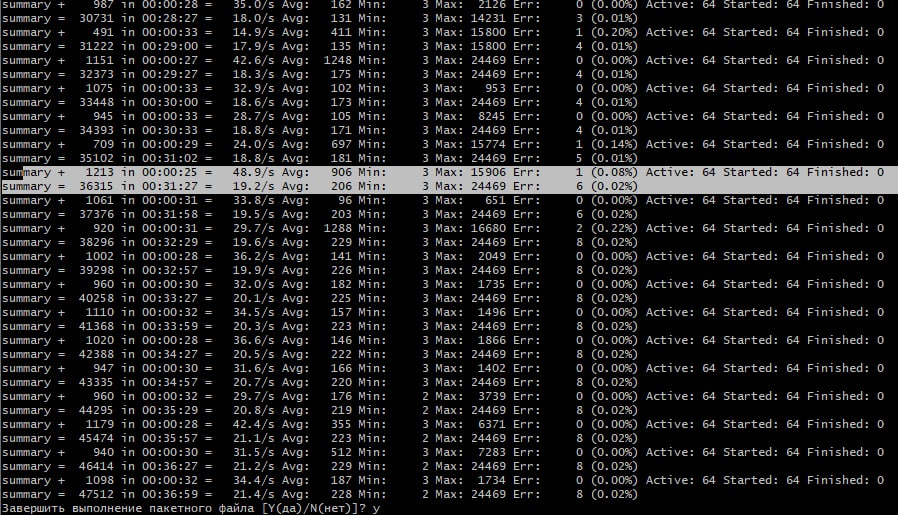 summary +    987 in 00:00:28 =   35.0/s Avg:   162 Min:     3 Max:  2126 Err:     0 (0.00%) Active: 64 Started: 64 Finished: 0
summary =  30731 in 00:28:27 =   18.0/s Avg:   131 Min:     3 Max: 14231 Err:     3 (0.01%)
summary +    491 in 00:00:33 =   14.9/s Avg:   411 Min:     3 Max: 15800 Err:     1 (0.20%) Active: 64 Started: 64 Finished: 0
summary =  31222 in 00:29:00 =   17.9/s Avg:   135 Min:     3 Max: 15800 Err:     4 (0.01%)
summary +   1151 in 00:00:27 =   42.6/s Avg:  1248 Min:     3 Max: 24469 Err:     0 (0.00%) Active: 64 Started: 64 Finished: 0
summary =  32373 in 00:29:27 =   18.3/s Avg:   175 Min:     3 Max: 24469 Err:     4 (0.01%)
summary +   1075 in 00:00:33 =   32.9/s Avg:   102 Min:     3 Max:   953 Err:     0 (0.00%) Active: 64 Started: 64 Finished: 0
summary =  33448 in 00:30:00 =   18.6/s Avg:   173 Min:     3 Max: 24469 Err:     4 (0.01%)
summary +    945 in 00:00:33 =   28.7/s Avg:   105 Min:     3 Max:  8245 Err:     0 (0.00%) Active: 64 Started: 64 Finished: 0
summary =  34393 in 00:30:33 =   18.8/s Avg:   171 Min:     3 Max: 24469 Err:     4 (0.01%)
summary +    709 in 00:00:29 =   24.0/s Avg:   697 Min:     3 Max: 15774 Err:     1 (0.14%) Active: 64 Started: 64 Finished: 0
summary =  35102 in 00:31:02 =   18.8/s Avg:   181 Min:     3 Max: 24469 Err:     5 (0.01%)
summary +   1213 in 00:00:25 =   48.9/s Avg:   906 Min:     3 Max: 15906 Err:     1 (0.08%) Active: 64 Started: 64 Finished: 0
summary =  36315 in 00:31:27 =   19.2/s Avg:   206 Min:     3 Max: 24469 Err:     6 (0.02%)
summary +   1061 in 00:00:31 =   33.8/s Avg:    96 Min:     3 Max:   651 Err:     0 (0.00%) Active: 64 Started: 64 Finished: 0
summary =  37376 in 00:31:58 =   19.5/s Avg:   203 Min:     3 Max: 24469 Err:     6 (0.02%)
summary +    920 in 00:00:31 =   29.7/s Avg:  1288 Min:     3 Max: 16680 Err:     2 (0.22%) Active: 64 Started: 64 Finished: 0
summary =  38296 in 00:32:29 =   19.6/s Avg:   229 Min:     3 Max: 24469 Err:     8 (0.02%)
summary +   1002 in 00:00:28 =   36.2/s Avg:   141 Min:     3 Max:  2049 Err:     0 (0.00%) Active: 64 Started: 64 Finished: 0
summary =  39298 in 00:32:57 =   19.9/s Avg:   226 Min:     3 Max: 24469 Err:     8 (0.02%)
summary +    960 in 00:00:30 =   32.0/s Avg:   182 Min:     3 Max:  1735 Err:     0 (0.00%) Active: 64 Started: 64 Finished: 0
summary =  40258 in 00:33:27 =   20.1/s Avg:   225 Min:     3 Max: 24469 Err:     8 (0.02%)
summary +   1110 in 00:00:32 =   34.5/s Avg:   157 Min:     3 Max:  1496 Err:     0 (0.00%) Active: 64 Started: 64 Finished: 0
summary =  41368 in 00:33:59 =   20.3/s Avg:   223 Min:     3 Max: 24469 Err:     8 (0.02%)
summary +   1020 in 00:00:28 =   36.6/s Avg:   146 Min:     3 Max:  1866 Err:     0 (0.00%) Active: 64 Started: 64 Finished: 0
summary =  42388 in 00:34:27 =   20.5/s Avg:   222 Min:     3 Max: 24469 Err:     8 (0.02%)
summary +    947 in 00:00:30 =   31.6/s Avg:   166 Min:     3 Max:  1402 Err:     0 (0.00%) Active: 64 Started: 64 Finished: 0
summary =  43335 in 00:34:57 =   20.7/s Avg:   220 Min:     3 Max: 24469 Err:     8 (0.02%)
summary +    960 in 00:00:32 =   29.7/s Avg:   176 Min:     2 Max:  3739 Err:     0 (0.00%) Active: 64 Started: 64 Finished: 0
summary =  44295 in 00:35:29 =   20.8/s Avg:   219 Min:     2 Max: 24469 Err:     8 (0.02%)
summary +   1179 in 00:00:28 =   42.4/s Avg:   355 Min:     3 Max:  6371 Err:     0 (0.00%) Active: 64 Started: 64 Finished: 0
summary =  45474 in 00:35:57 =   21.1/s Avg:   223 Min:     2 Max: 24469 Err:     8 (0.02%)
summary +    940 in 00:00:30 =   31.5/s Avg:   512 Min:     3 Max:  7283 Err:     0 (0.00%) Active: 64 Started: 64 Finished: 0
summary =  46414 in 00:36:27 =   21.2/s Avg:   229 Min:     2 Max: 24469 Err:     8 (0.02%)
summary +   1098 in 00:00:32 =   34.4/s Avg:   187 Min:     3 Max:  1734 Err:     0 (0.00%) Active: 64 Started: 64 Finished: 0
summary =  47512 in 00:36:59 =   21.4/s Avg:   228 Min:     2 Max: 24469 Err:     8 (0.02%)
Завершить выполнение пакетного файла [Y(да)/N(нет)]? y